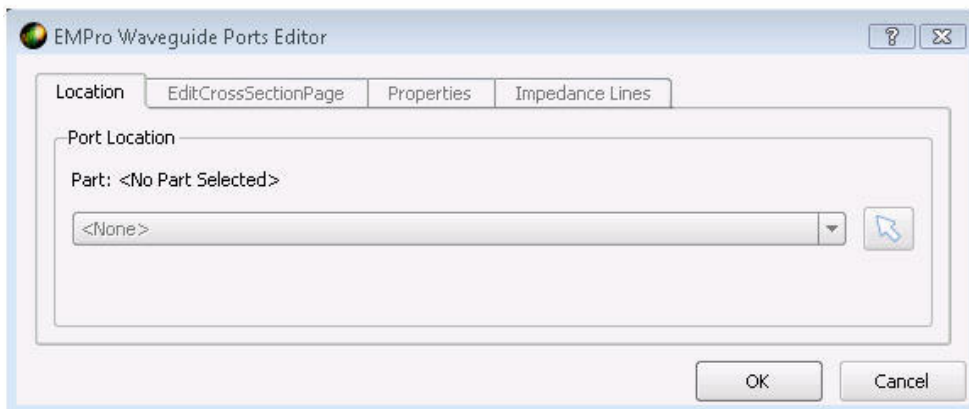 EMPro Waveguide Ports Editor
Location EditCrossSectionPage Properties Impedance Lines
Port Location
Part: <No Part Selected>
<None>
OK Cancel